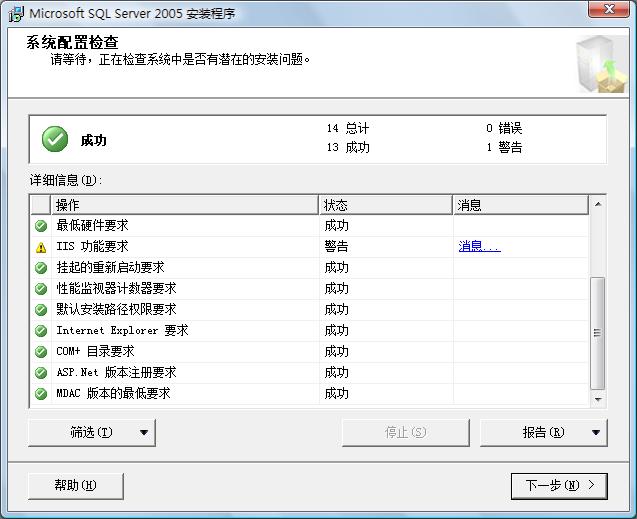 Microsoft SQL Server 2005 安装程序
系统配置检查
请等待，正在检查系统中是否有潜在的安装问题。
成功
14 总计
0 错误
13 成功
1 警告
详细信息(D):
操作 状态 消息
最低硬件要求 成功
IIS 功能要求 警告 消息...
挂起的重新启动要求 成功
性能监视器计数器要求 成功
默认安装路径权限要求 成功
Internet Explorer 要求 成功
COM+ 目录要求 成功
ASP.Net 版本注册要求 成功
MDAC 版本的最低要求 成功
筛选(T) 停止(S) 报告(R)
帮助(H) 下一步(N) >